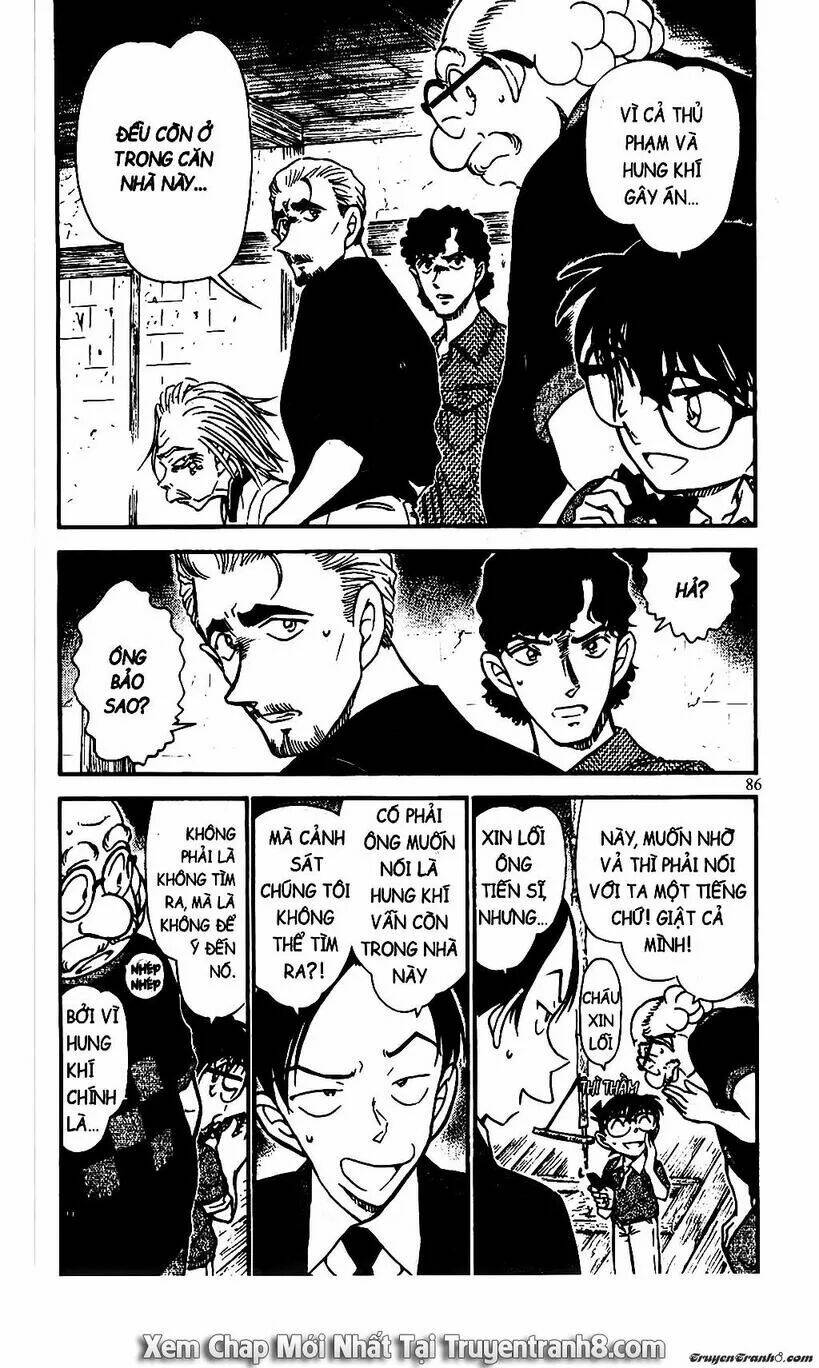 VÌ CẢ THỦ
PHẠM VÀ
HUNG KHÍ
GÂY ÁN...
ĐỀU CÒN Ở
TRONG CĂN
NHÀ NÀY...
HẢ?
ÔNG
BẢO
SAO?
86
NÀY, MUỐN NHỜ
VẢ THÌ PHẢI NÓI
VỚI TA MỘT TIẾNG
CHỨ! GIẬT CẢ
MÌNH!
CHÁU
XIN
LỖI
THÌ THẦM
XIN LỖI
ÔNG
TIẾN SĨ,
NHƯNG...
CÓ PHẢI
ÔNG MUỐN
NÓI LÀ
HUNG KHÍ
VẪN CÒN
TRONG NHÀ
NÀY
MÀ CẢNH
SÁT
CHÚNG TÔI
KHÔNG
THỂ TÌM
RA?!
KHÔNG
PHẢI LÀ
KHÔNG TÌM
RA, MÀ LÀ
KHÔNG ĐỂ
Ý ĐẾN
NÓ.
NHÉP
NHÉP
BỞI VÌ
HUNG
KHÍ
CHÍNH
LÀ...
Xem Chap Mới Nhất Tại Truyentranh8.com
TruyenTranh8.com